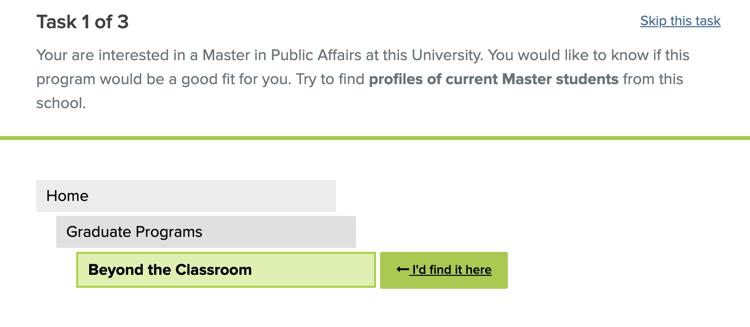 Task 1 of 3
Skip this task
Your are interested in a Master in Public Affairs at this University. You would like to know if this
program would be a good fit for you. Try to find profiles of current Master students from this
school.
Home
Graduate Programs
Beyond the Classroom
← I'd find it here